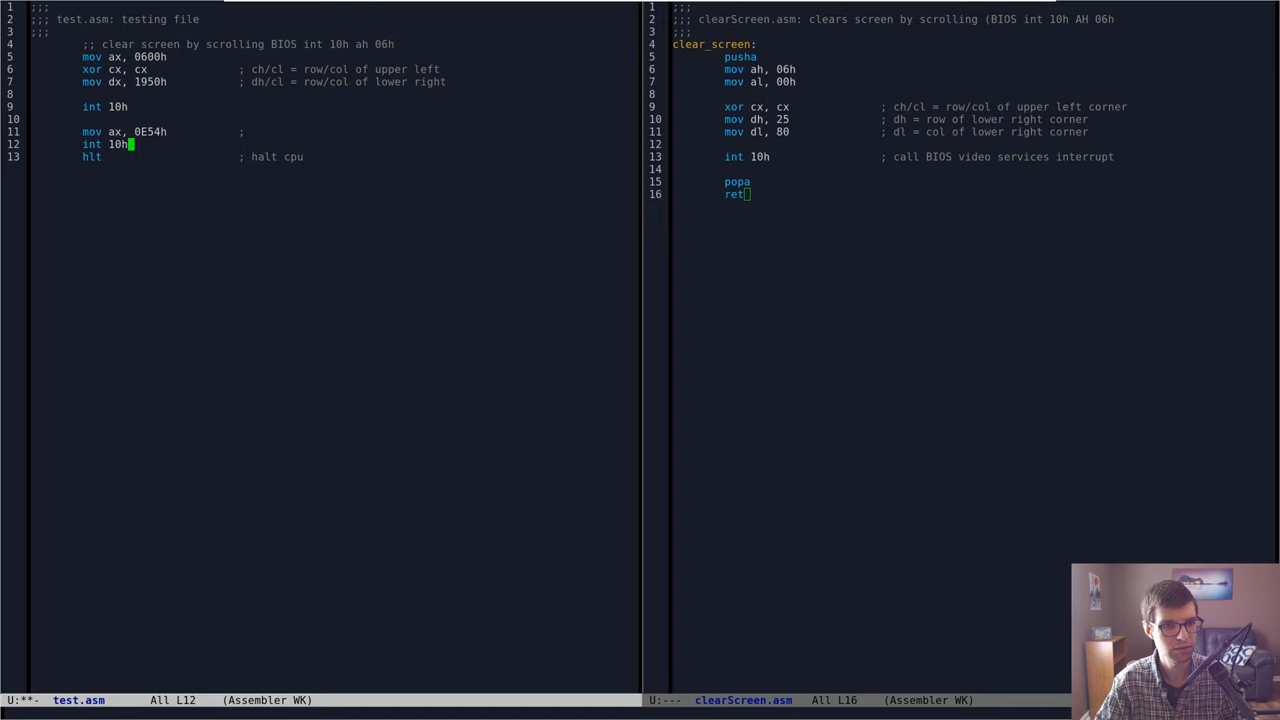 1 ;;;
2 ;;; test.asm: testing file
3 ;;;
4 ;; clear screen by scrolling BIOS int 10h ah 06h
5 mov ax, 0600h
6 xor cx, cx ; ch/cl = row/col of upper left
7 mov dx, 1950h ; dh/cl = row/col of lower right
8
9 int 10h
10
11 mov ax, 0E54h ;
12 int 10h
13 hlt ; halt cpu
U:**- test.asm All L12 (Assembler WK)
1 ;;;
2 ;;; clearScreen.asm: clears screen by scrolling (BIOS int 10h AH 06h
3 ;;;
4 clear_screen:
5 pusha
6 mov ah, 06h
7 mov al, 00h
8
9 xor cx, cx ; ch/cl = row/col of upper left corner
10 mov dh, 25 ; dh = row of lower right corner
11 mov dl, 80 ; dl = col of lower right corner
12
13 int 10h ; call BIOS video services interrupt
14
15 popa
16 ret
U:--- clearScreen.asm All L16 (Assembler WK)